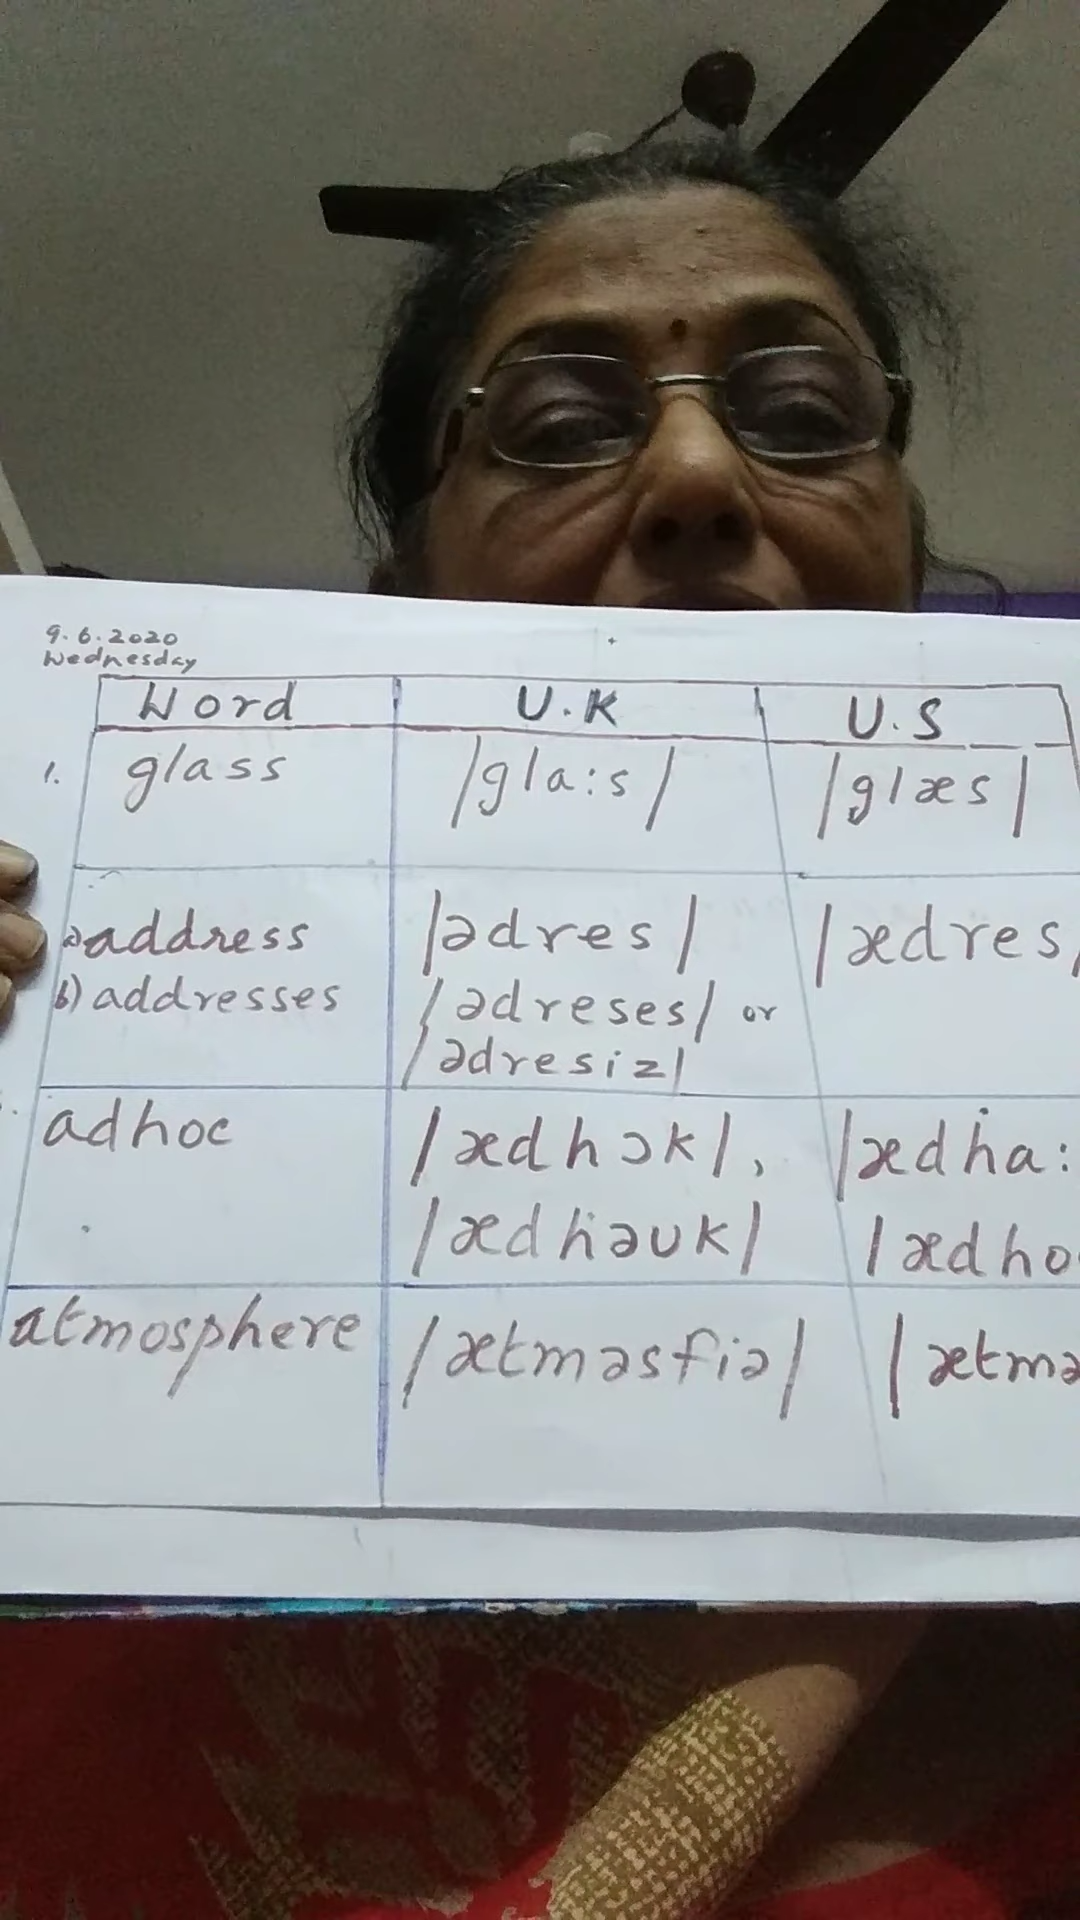 9.6.2020
Wednesday
Word U.K U.S
1. glass /gla:s/ /glæs/
a) address /ədres/ /ædres/
b) addresses /ədreses/ or
/ədresiz/
adhoc /ædhɔk/, /ædha:
/ædhəuk/ /ædho
atmosphere /ætməsfiə/ /ætmə